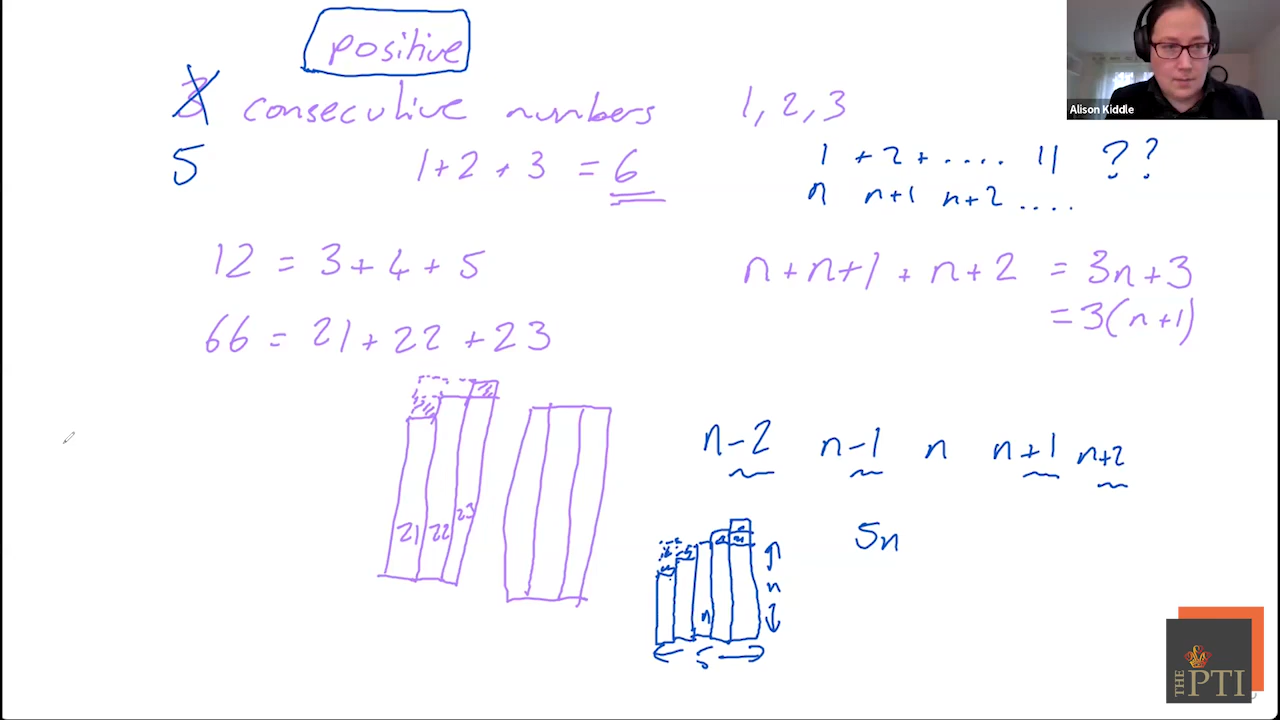 positive
3 consecutive numbers 1, 2, 3
5
1 + 2 + 3 = 6
1 + 2 + .... 11 ??
n n+1 n+2 ....
12 = 3 + 4 + 5
n + n+1 + n+2 = 3n + 3
= 3(n+1)
66 = 21 + 22 + 23
21 22 23
n-2 n-1 n n+1 n+2
5n
n
n
5
Alison Kiddle
THE PTI